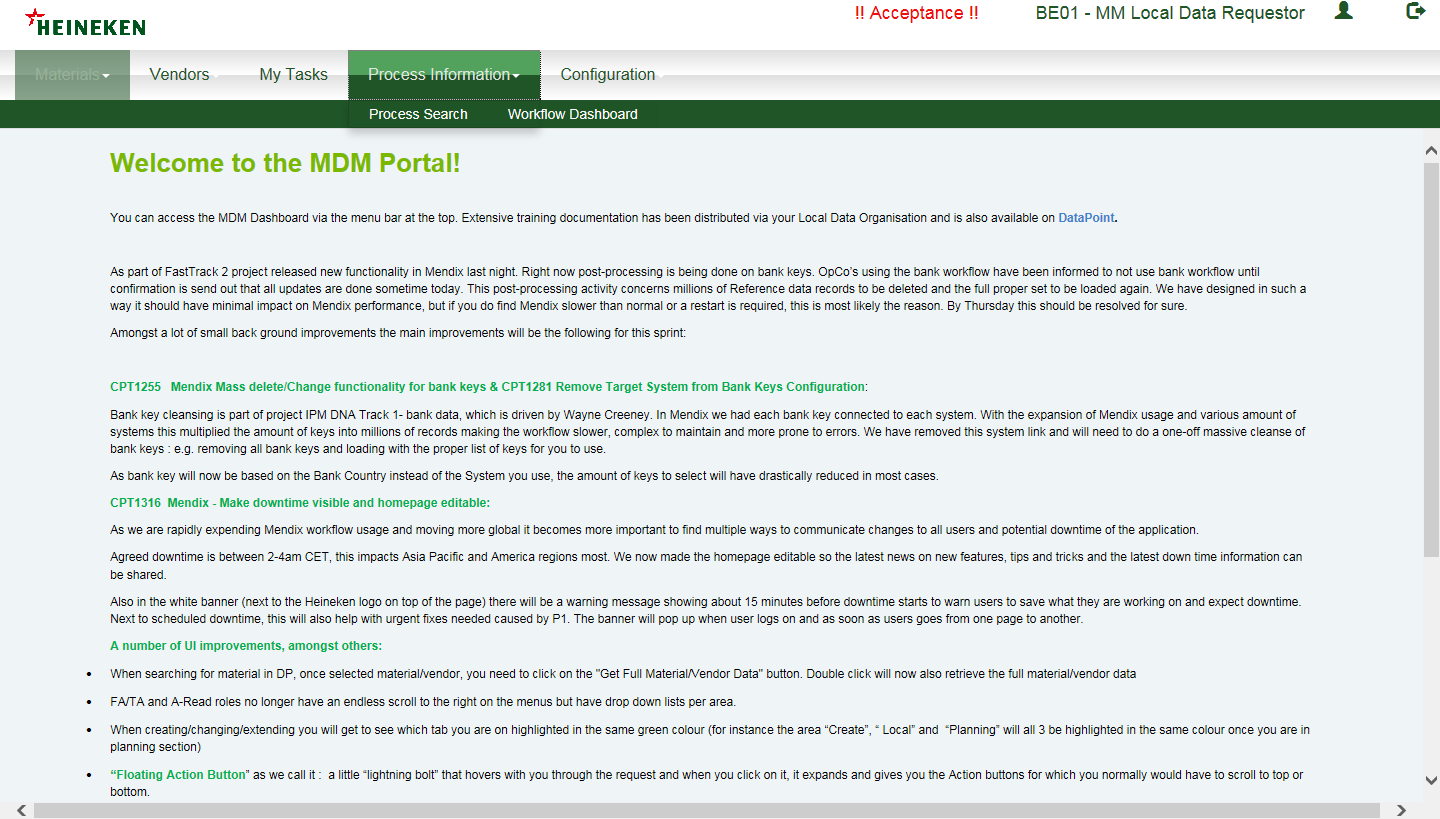 HEINEKEN
!! Acceptance !!
BE01 - MM Local Data Requestor
Materials
Vendors
My Tasks
Process Information
Configuration
Process Search
Workflow Dashboard
Welcome to the MDM Portal!
You can access the MDM Dashboard via the menu bar at the top. Extensive training documentation has been distributed via your Local Data Organisation and is also available on DataPoint.
As part of FastTrack 2 project released new functionality in Mendix last night. Right now post-processing is being done on bank keys. OpCo's using the bank workflow have been informed to not use bank workflow until
confirmation is send out that all updates are done sometime today. This post-processing activity concerns millions of Reference data records to be deleted and the full proper set to be loaded again. We have designed in such a
way it should have minimal impact on Mendix performance, but if you do find Mendix slower than normal or a restart is required, this is most likely the reason. By Thursday this should be resolved for sure.
Amongst a lot of small back ground improvements the main improvements will be the following for this sprint:
CPT1255 Mendix Mass delete/Change functionality for bank keys & CPT1281 Remove Target System from Bank Keys Configuration:
Bank key cleansing is part of project IPM DNA Track 1- bank data, which is driven by Wayne Creeney. In Mendix we had each bank key connected to each system. With the expansion of Mendix usage and various amount of
systems this multiplied the amount of keys into millions of records making the workflow slower, complex to maintain and more prone to errors. We have removed this system link and will need to do a one-off massive cleanse of
bank keys : e.g. removing all bank keys and loading with the proper list of keys for you to use.
As bank key will now be based on the Bank Country instead of the System you use, the amount of keys to select will have drastically reduced in most cases.
CPT1316 Mendix - Make downtime visible and homepage editable:
As we are rapidly expending Mendix workflow usage and moving more global it becomes more important to find multiple ways to communicate changes to all users and potential downtime of the application.
Agreed downtime is between 2-4am CET, this impacts Asia Pacific and America regions most. We now made the homepage editable so the latest news on new features, tips and tricks and the latest down time information can
be shared.
Also in the white banner (next to the Heineken logo on top of the page) there will be a warning message showing about 15 minutes before downtime starts to warn users to save what they are working on and expect downtime.
Next to scheduled downtime, this will also help with urgent fixes needed caused by P1. The banner will pop up when user logs on and as soon as users goes from one page to another.
A number of UI improvements, amongst others:
• When searching for material in DP, once selected material/vendor, you need to click on the "Get Full Material/Vendor Data" button. Double click will now also retrieve the full material/vendor data
• FA/TA and A-Read roles no longer have an endless scroll to the right on the menus but have drop down lists per area.
• When creating/changing/extending you will get to see which tab you are on highlighted in the same green colour (for instance the area “Create”, “ Local” and “Planning” will all 3 be highlighted in the same colour once you are in
planning section)
• “Floating Action Button” as we call it : a little “lightning bolt” that hovers with you through the request and when you click on it, it expands and gives you the Action buttons for which you normally would have to scroll to top or
bottom.